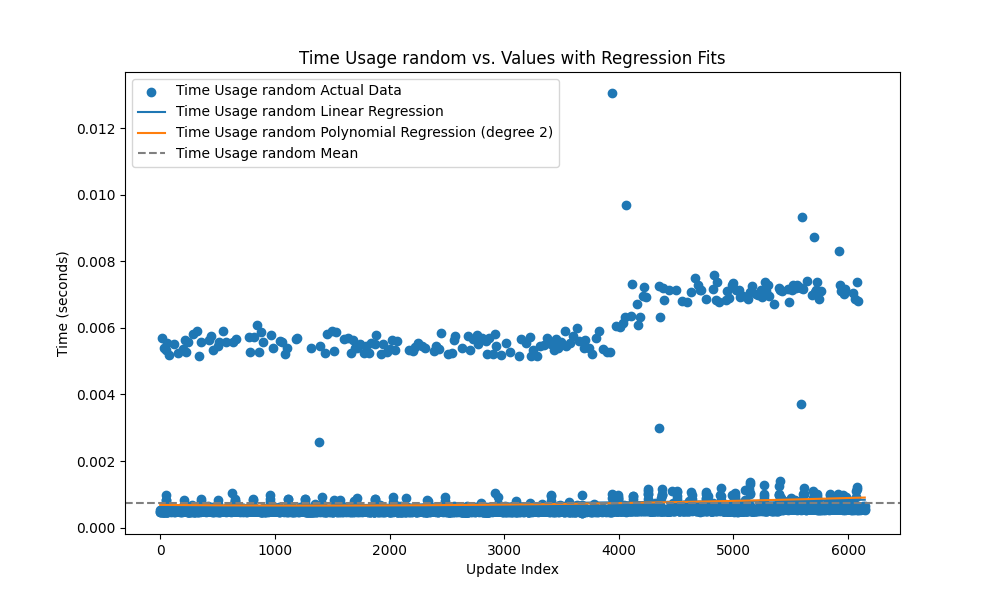 Time Usage random vs. Values with Regression Fits
Time Usage random Actual Data
Time Usage random Linear Regression
Time Usage random Polynomial Regression (degree 2)
Time Usage random Mean
Time (seconds)
0.012
0.010
0.008
0.006
0.004
0.002
0.000
0 1000 2000 3000 4000 5000 6000
Update Index